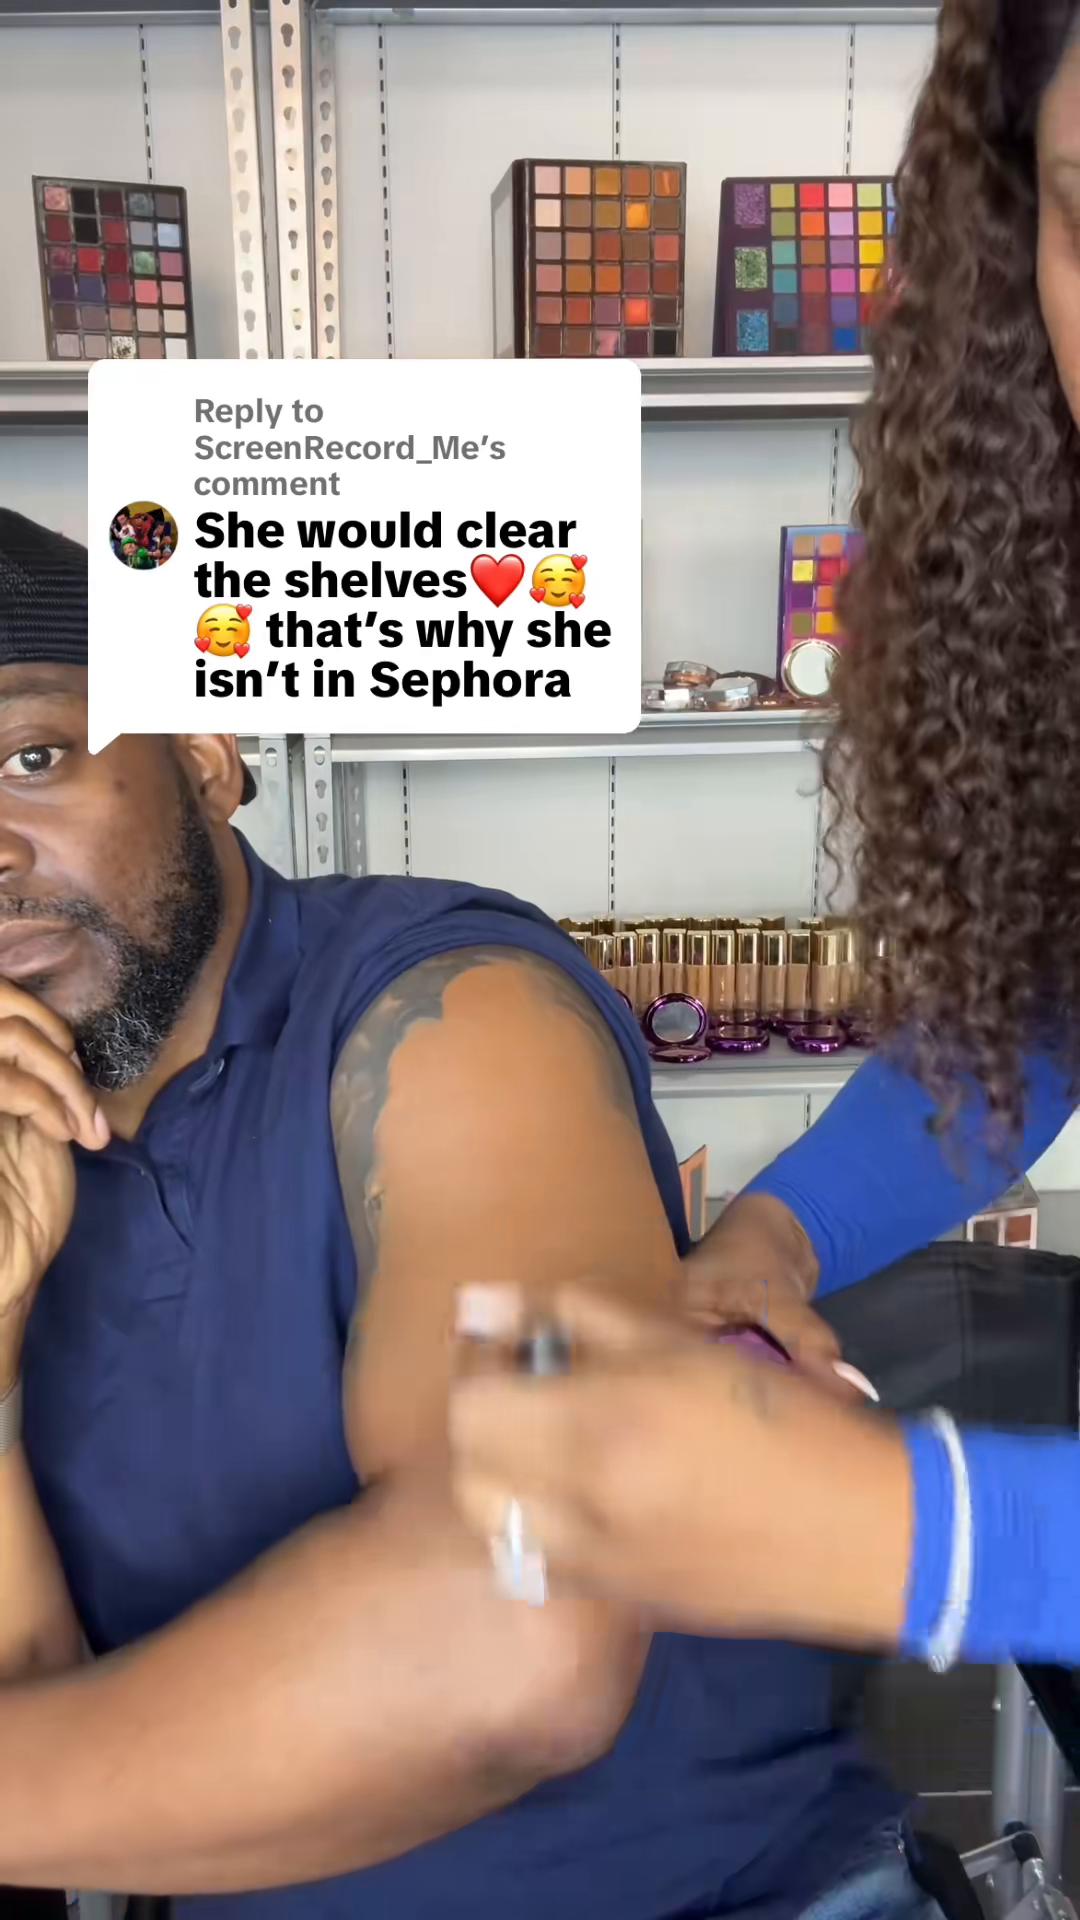 Reply to
ScreenRecord_Me’s
comment
She would clear
the shelves❤️🥰
🥰 that’s why she
isn’t in Sephora